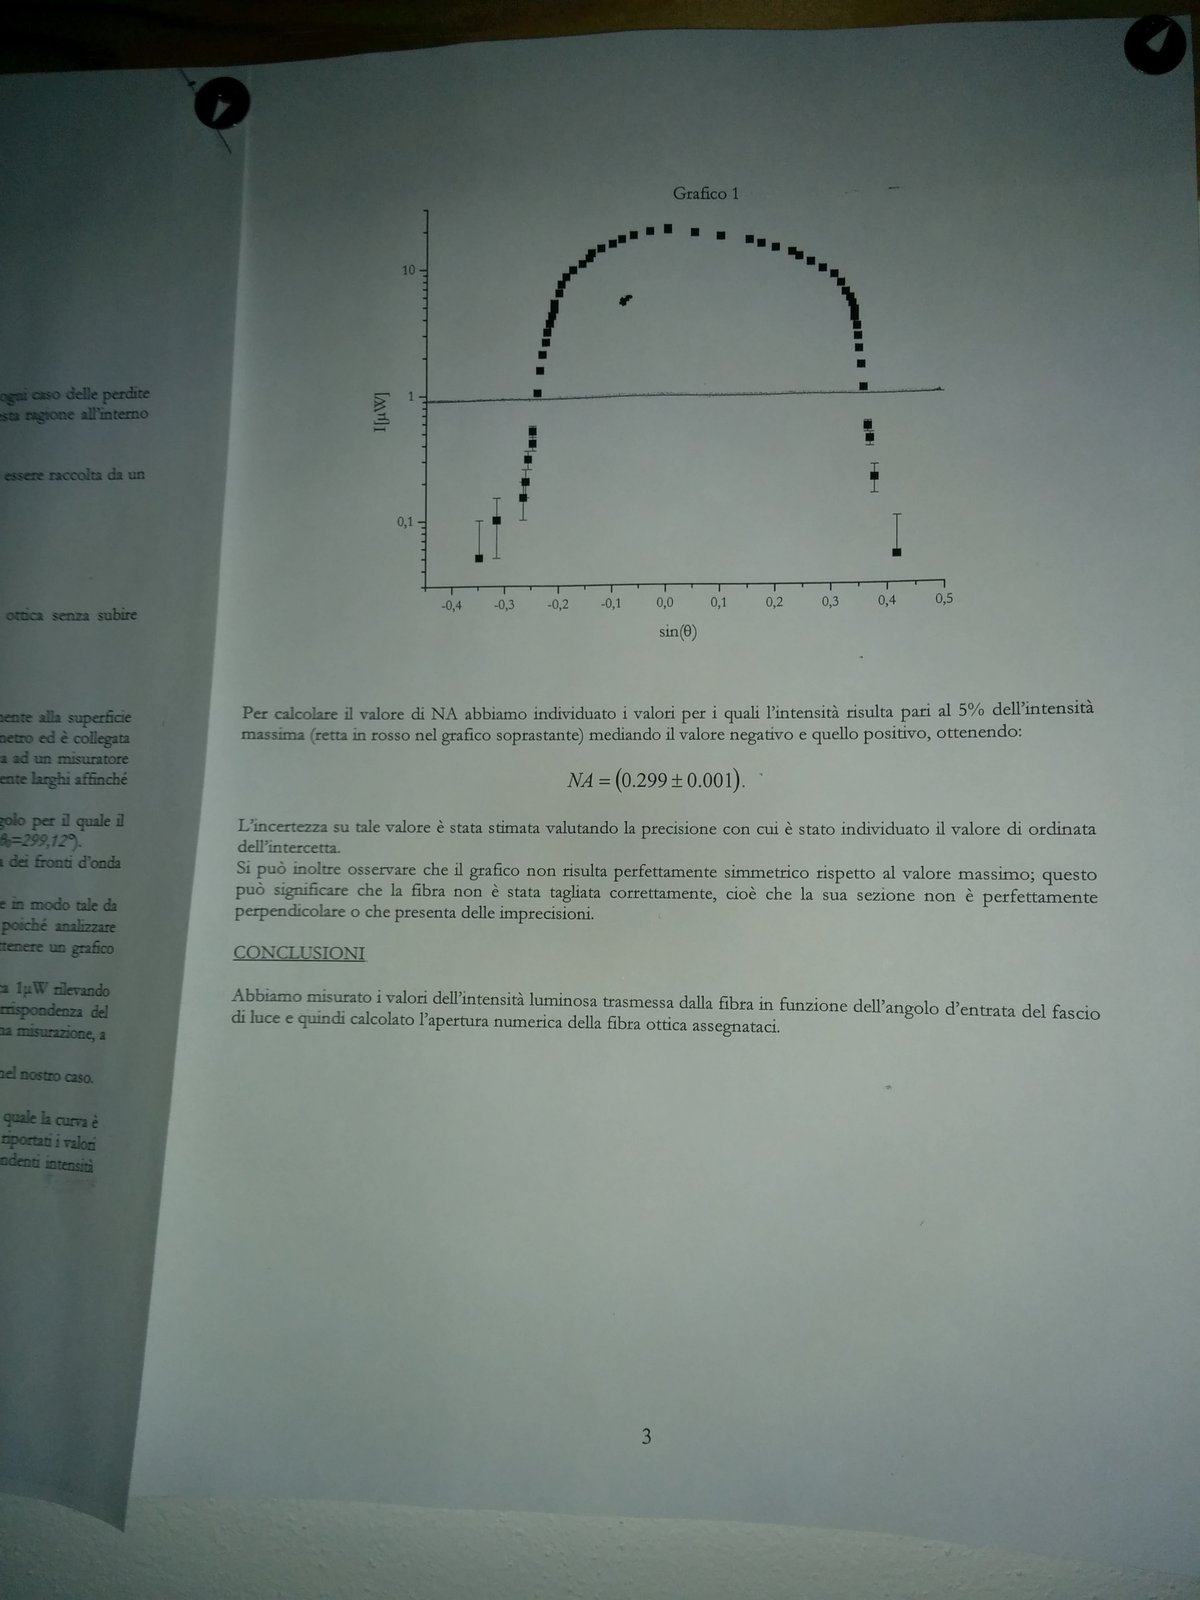 ogni caso delle perdite
sta ragione all'interno
essere raccolta da un
ottica senza subire
mente alla superficie
metro ed è collegata
a ad un misuratore
ente larghi affinché
golo per il quale il
θ₀=299,12°).
dei fronti d'onda
e in modo tale da
poiché analizzare
ttenere un grafico
a 1µW rilevando
rrispondenza del
na misurazione, a
nel nostro caso.
quale la curva è
riportati i valori
ndenti intensità
Grafico 1
10
1
0,1
I[µW]
-0,4 -0,3 -0,2 -0,1 0,0 0,1 0,2 0,3 0,4 0,5
sin(θ)
Per calcolare il valore di NA abbiamo individuato i valori per i quali l'intensità risulta pari al 5% dell'intensità
massima (retta in rosso nel grafico soprastante) mediando il valore negativo e quello positivo, ottenendo:
NA = (0.299 ± 0.001).
L'incertezza su tale valore è stata stimata valutando la precisione con cui è stato individuato il valore di ordinata
dell'intercetta.
Si può inoltre osservare che il grafico non risulta perfettamente simmetrico rispetto al valore massimo; questo
può significare che la fibra non è stata tagliata correttamente, cioè che la sua sezione non è perfettamente
perpendicolare o che presenta delle imprecisioni.
CONCLUSIONI
Abbiamo misurato i valori dell'intensità luminosa trasmessa dalla fibra in funzione dell'angolo d'entrata del fascio
di luce e quindi calcolato l'apertura numerica della fibra ottica assegnataci.
3